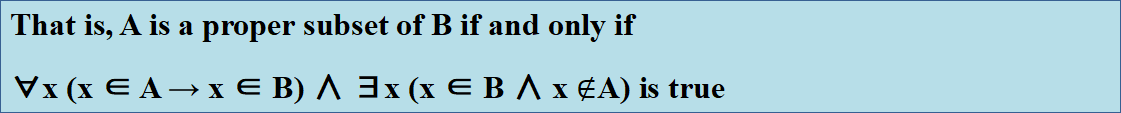 That is, A is a proper subset of B if and only if
∀x (x ∈ A → x ∈ B) ∧ ∃x (x ∈ B ∧ x ∉A) is true